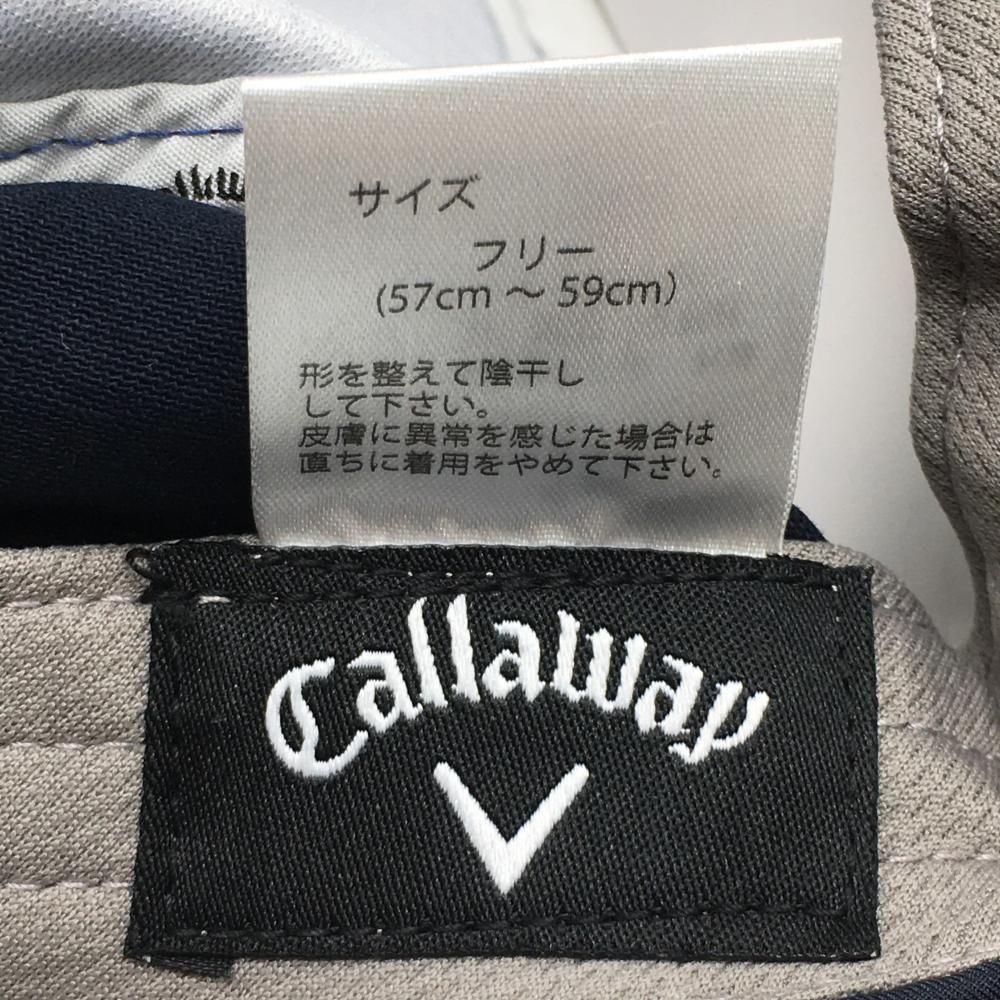 サイズ
フリー
(57cm 〜 59cm)
形を整えて陰干し
して下さい。
皮膚に異常を感じた場合は
直ちに着用をやめて下さい。
Callaway